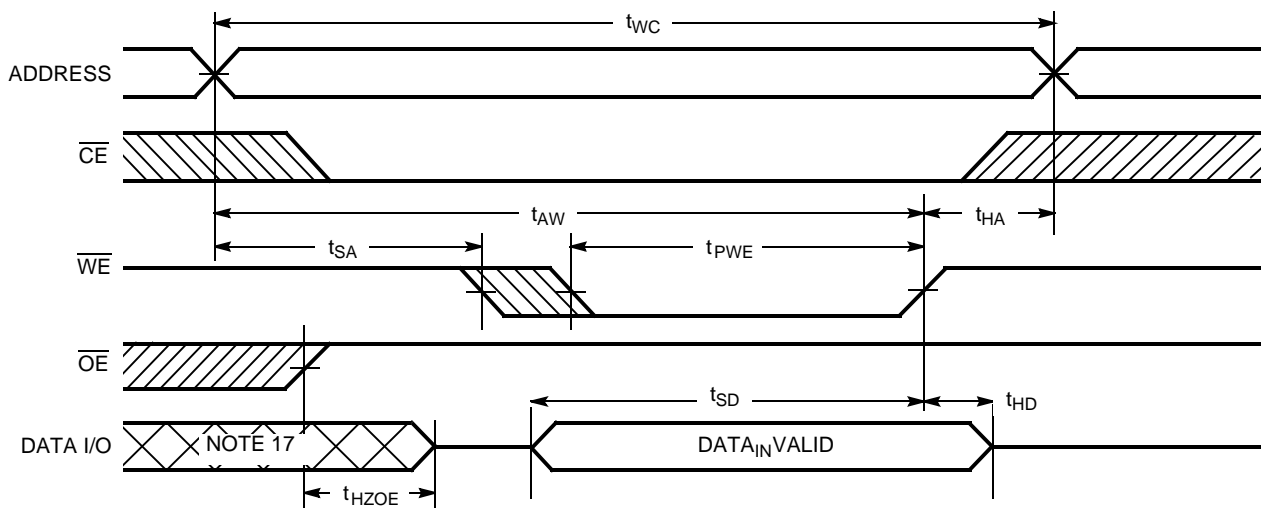 tWC
ADDRESS
CE
tAW
tHA
tSA
tPWE
WE
OE
tSD
tHD
DATA I/O
NOTE 17
DATAINVALID
tHZOE